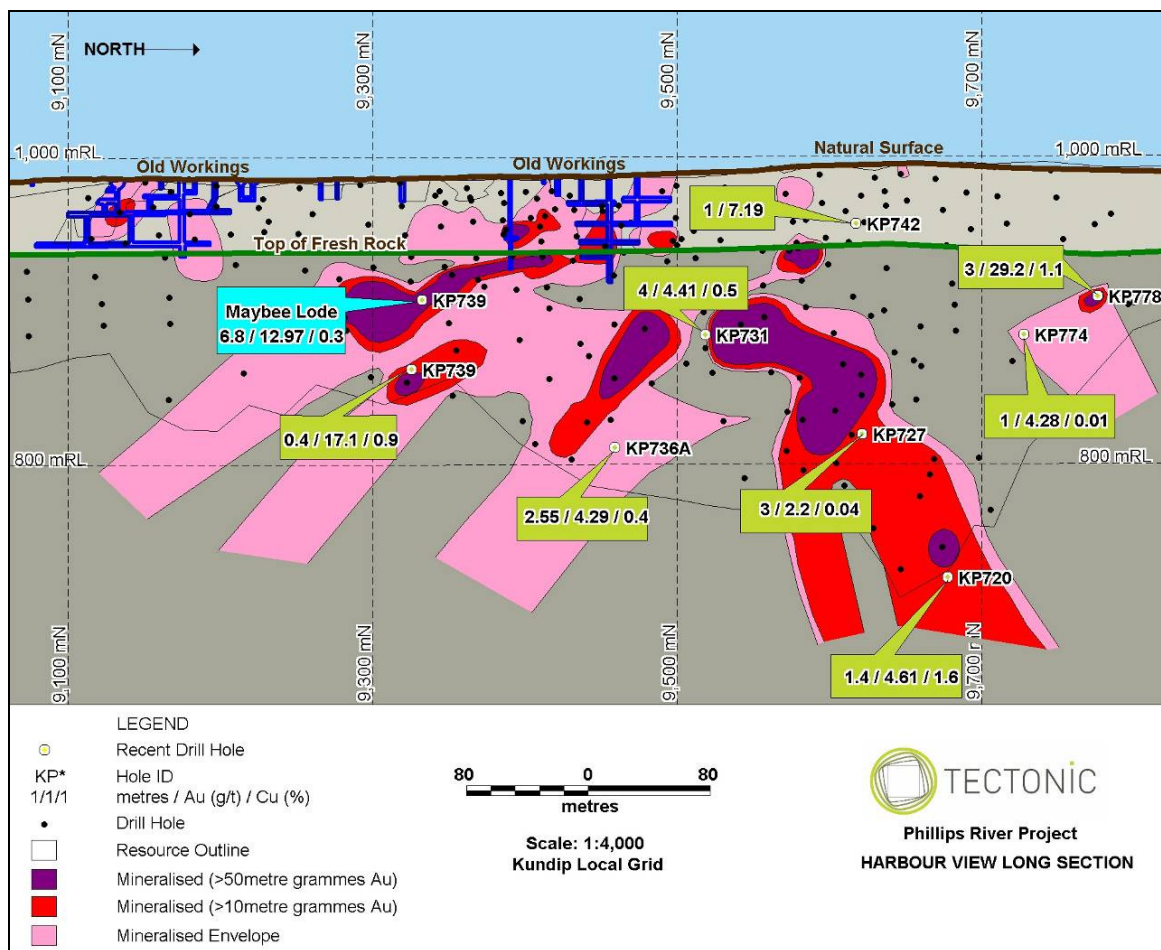 9,100 mN
9,300 mN
9,500 mN
9,700 mN
NORTH
1,000 mRL
1,000 mRL
Old Workings
Old Workings
Natural Surface
1 / 7.19
KP742
Top of Fresh Rock
3 / 29.2 / 1.1
KP778
Maybee Lode
6.8 / 12.97 / 0.3
KP739
4 / 4.41 / 0.5
KP731
KP774
KP739
0.4 / 17.1 / 0.9
1 / 4.28 / 0.01
KP736A
KP727
800 mRL
800 mRL
2.55 / 4.29 / 0.4
3 / 2.2 / 0.04
KP720
1.4 / 4.61 / 1.6
9,100 mN
9,300 mN
9,500 mN
9,700 mN
LEGEND
Recent Drill Hole
KP* Hole ID
1/1/1 metres / Au (g/t) / Cu (%)
Drill Hole
Resource Outline
Mineralised (>50metre grammes Au)
Mineralised (>10metre grammes Au)
Mineralised Envelope
80 0 80
metres
Scale: 1:4,000
Kundip Local Grid
TECTONIC
Phillips River Project
HARBOUR VIEW LONG SECTION